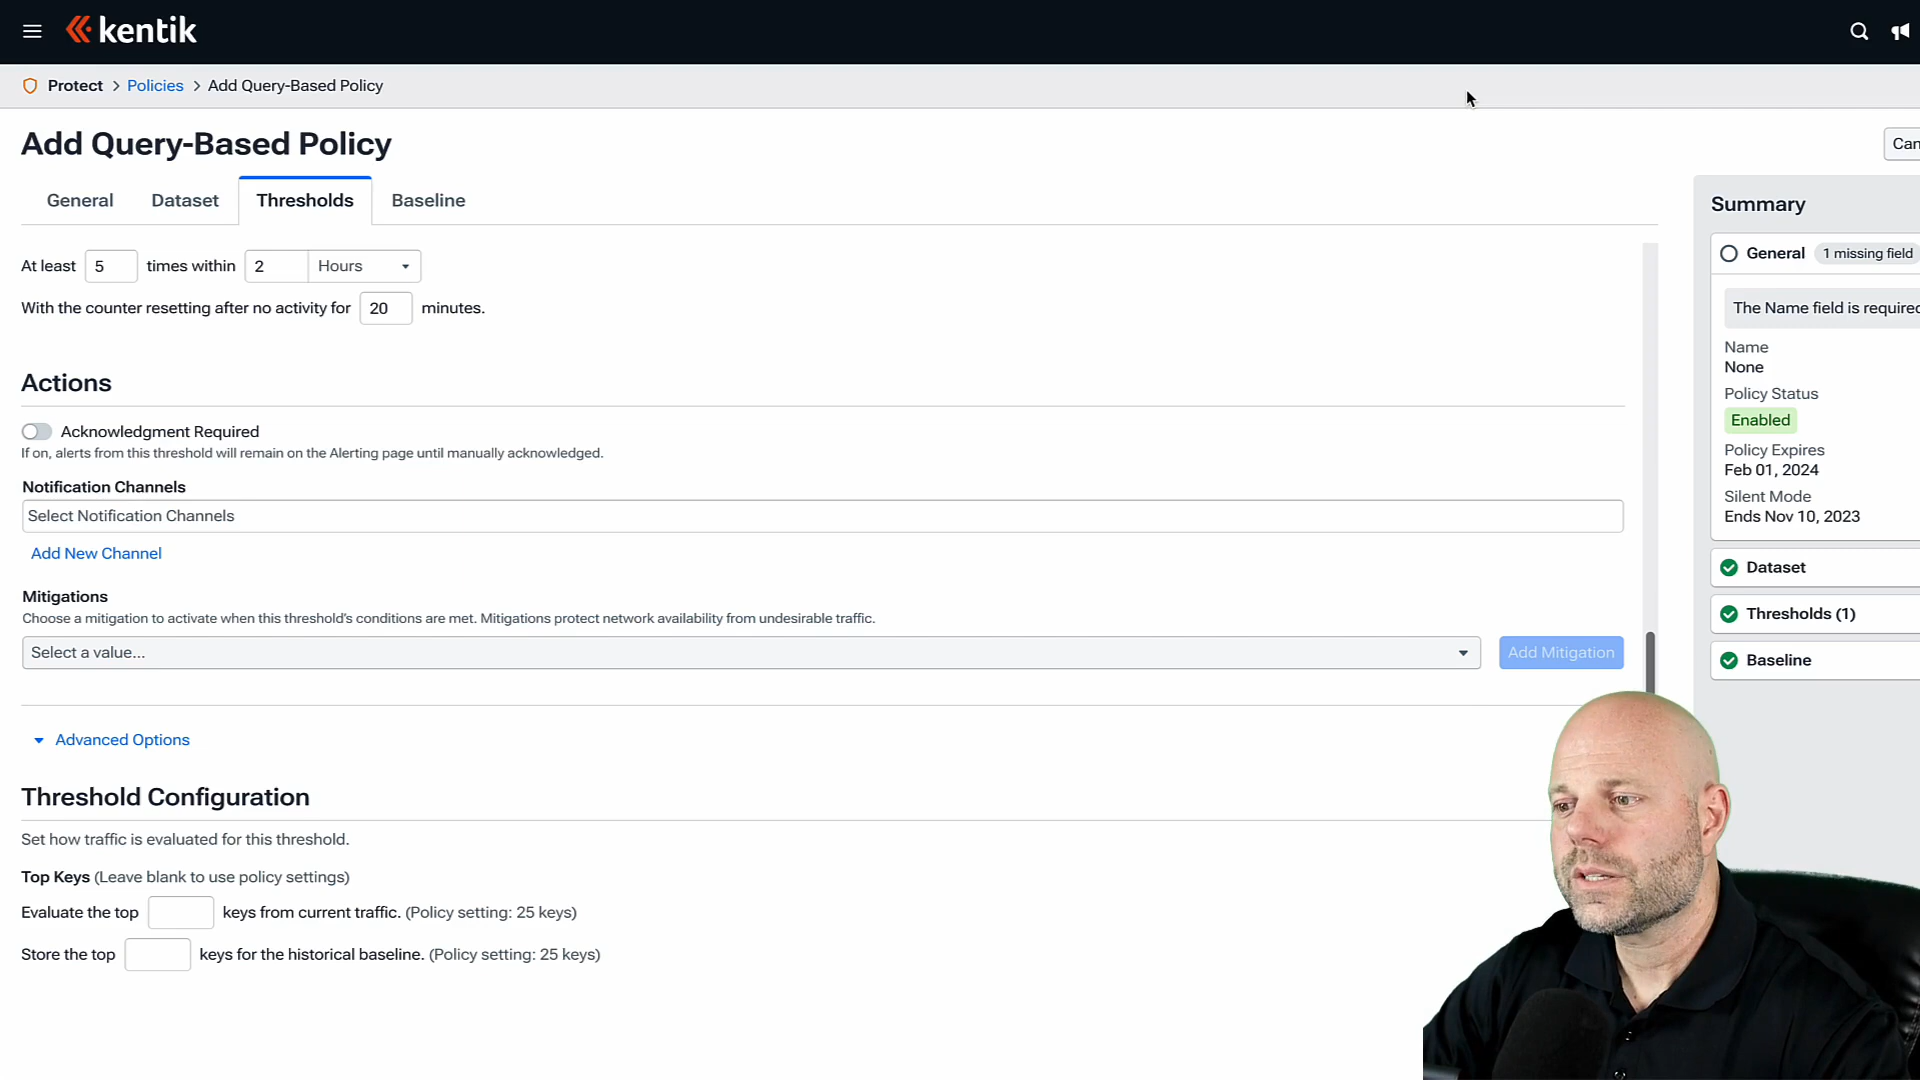 kentik
Protect > Policies > Add Query-Based Policy
Add Query-Based Policy
Can
General Dataset Thresholds Baseline
At least 5 times within 2 Hours
With the counter resetting after no activity for 20 minutes.
Actions
Acknowledgment Required
If on, alerts from this threshold will remain on the Alerting page until manually acknowledged.
Notification Channels
Select Notification Channels
Add New Channel
Mitigations
Choose a mitigation to activate when this threshold's conditions are met. Mitigations protect network availability from undesirable traffic.
Select a value... Add Mitigation
Advanced Options
Threshold Configuration
Set how traffic is evaluated for this threshold.
Top Keys (Leave blank to use policy settings)
Evaluate the top keys from current traffic. (Policy setting: 25 keys)
Store the top keys for the historical baseline. (Policy setting: 25 keys)
Summary
General 1 missing field
The Name field is required
Name
None
Policy Status
Enabled
Policy Expires
Feb 01, 2024
Silent Mode
Ends Nov 10, 2023
Dataset
Thresholds (1)
Baseline